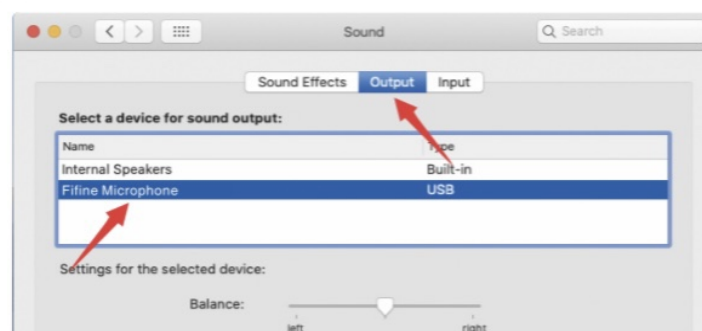 Sound
Search
Sound Effects Output Input
Select a device for sound output:
Name Type
Internal Speakers Built-in
Fifine Microphone USB
Settings for the selected device:
Balance:
left right